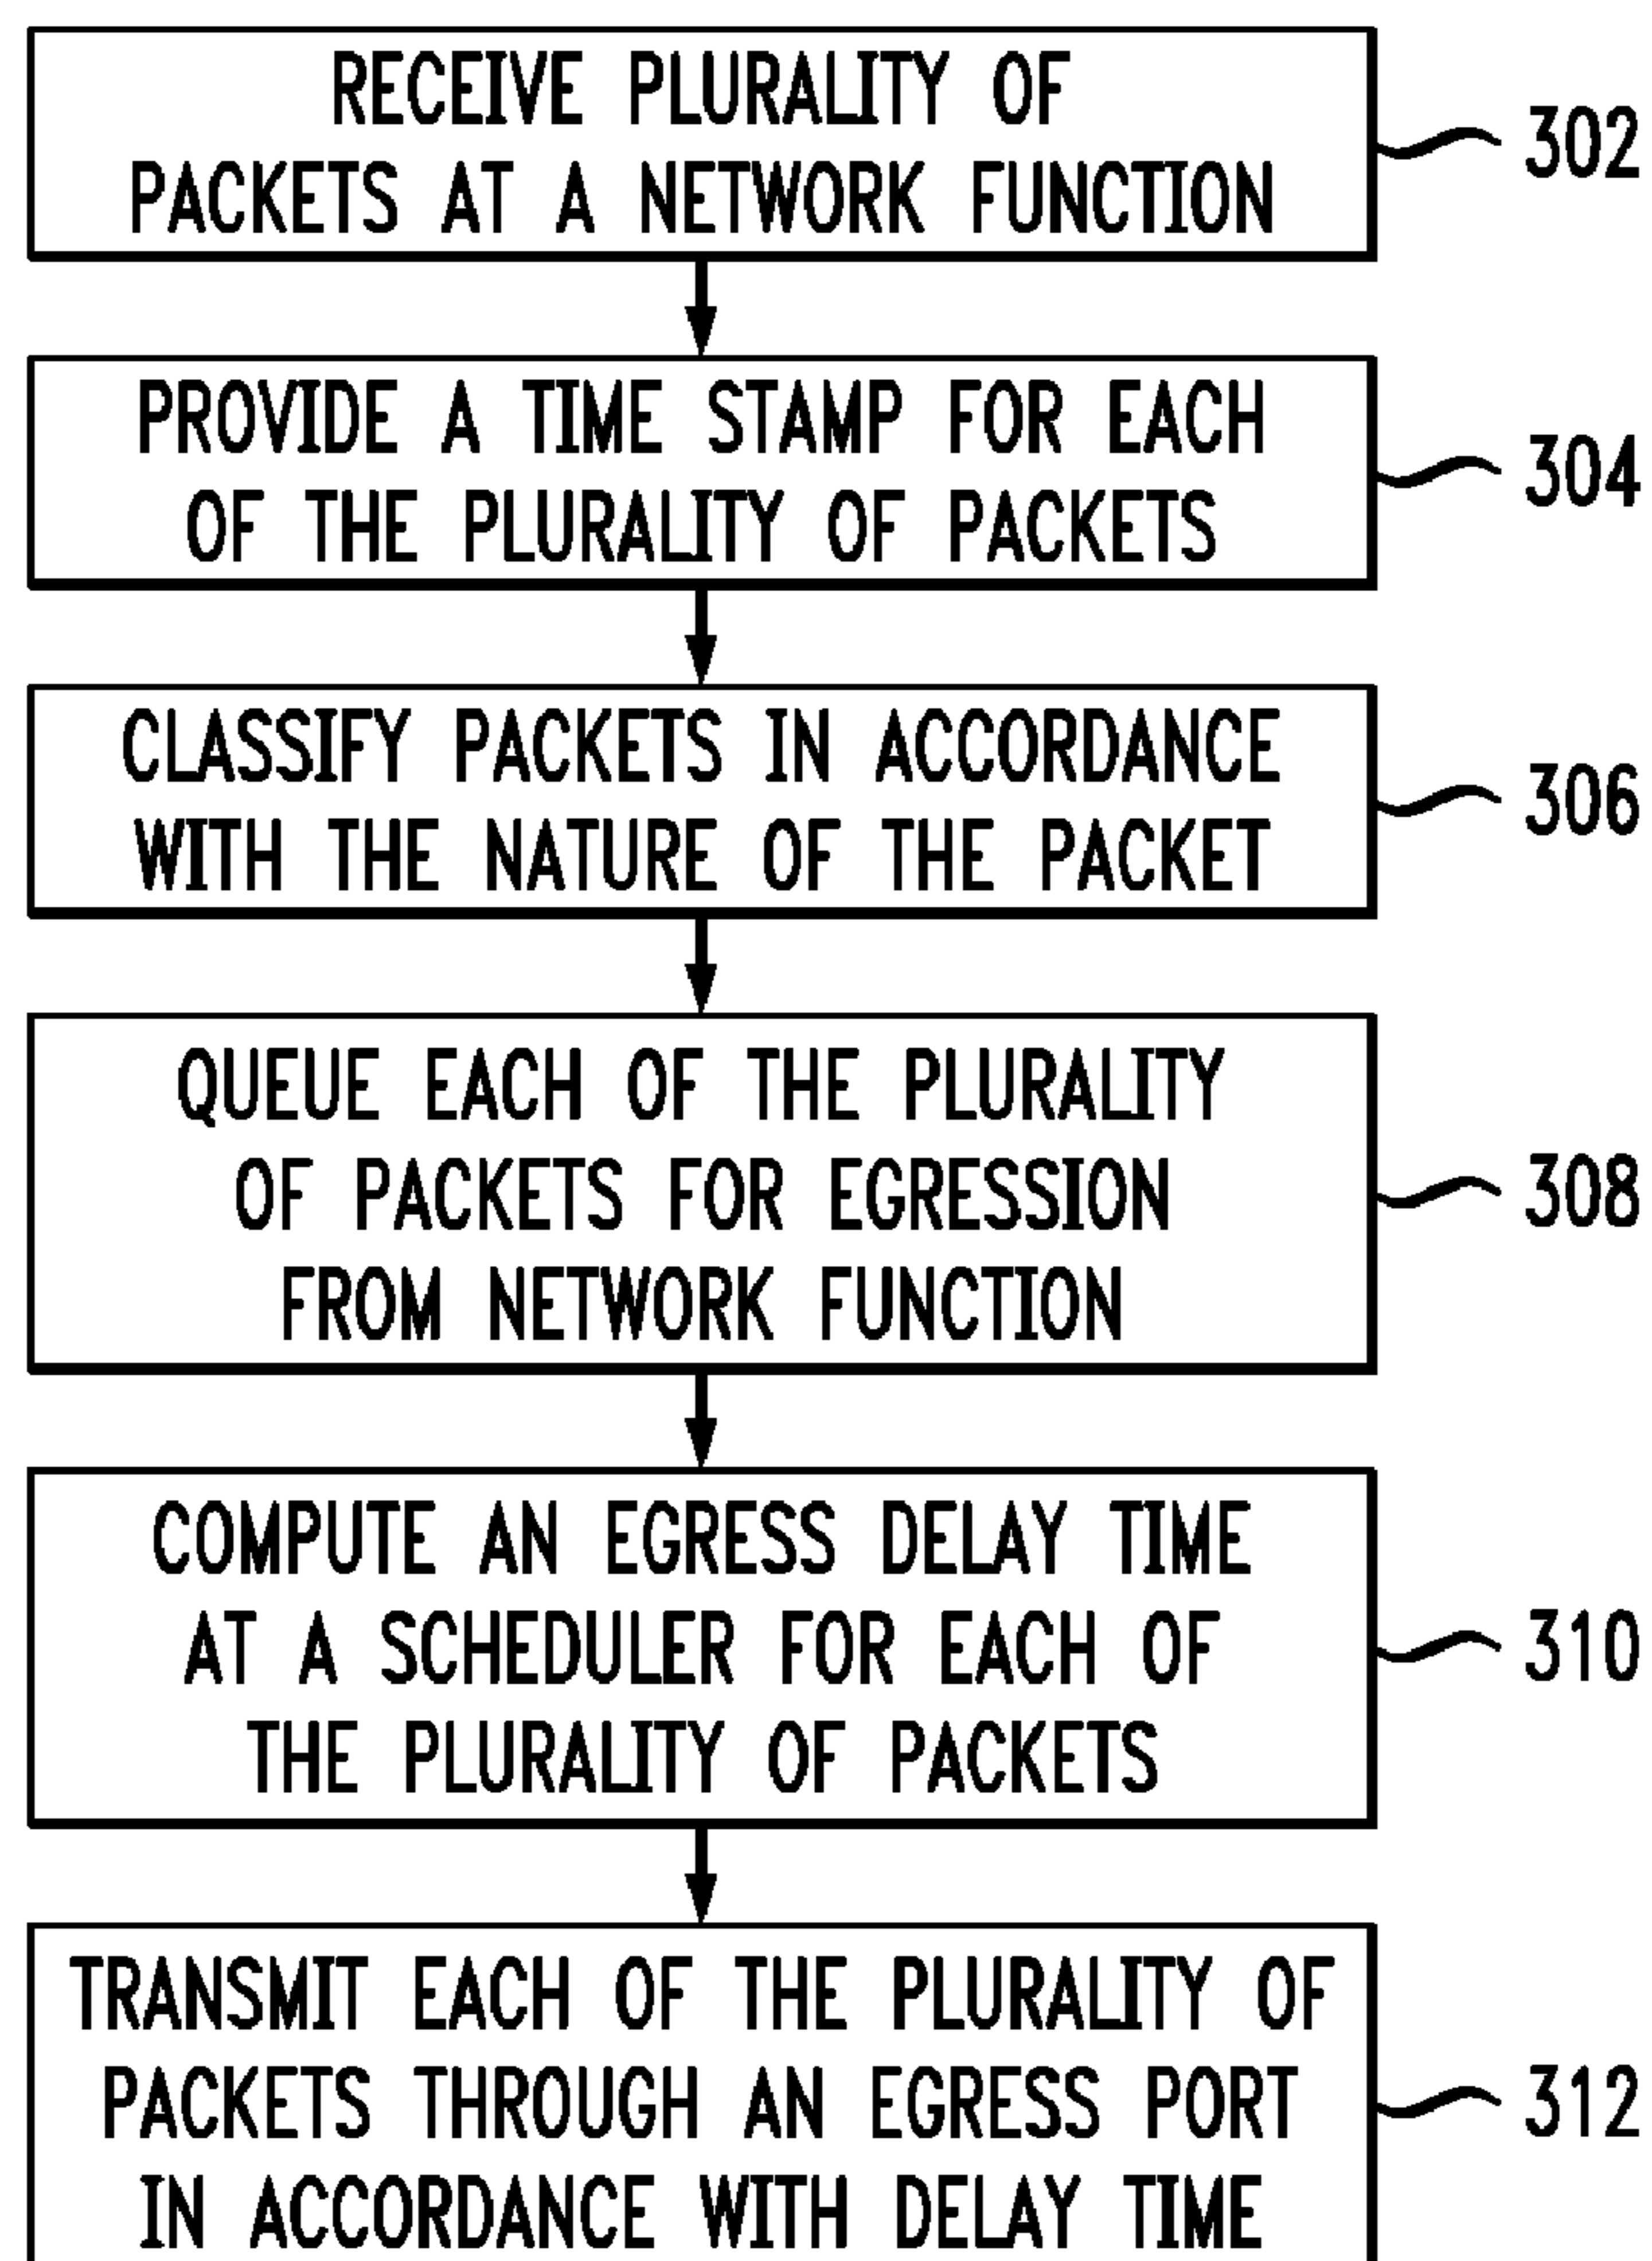 RECEIVE PLURALITY OF
PACKETS AT A NETWORK FUNCTION
302
PROVIDE A TIME STAMP FOR EACH
OF THE PLURALITY OF PACKETS
304
CLASSIFY PACKETS IN ACCORDANCE
WITH THE NATURE OF THE PACKET
306
QUEUE EACH OF THE PLURALITY
OF PACKETS FOR EGRESSION
FROM NETWORK FUNCTION
308
COMPUTE AN EGRESS DELAY TIME
AT A SCHEDULER FOR EACH OF
THE PLURALITY OF PACKETS
310
TRANSMIT EACH OF THE PLURALITY OF
PACKETS THROUGH AN EGRESS PORT
IN ACCORDANCE WITH DELAY TIME
312